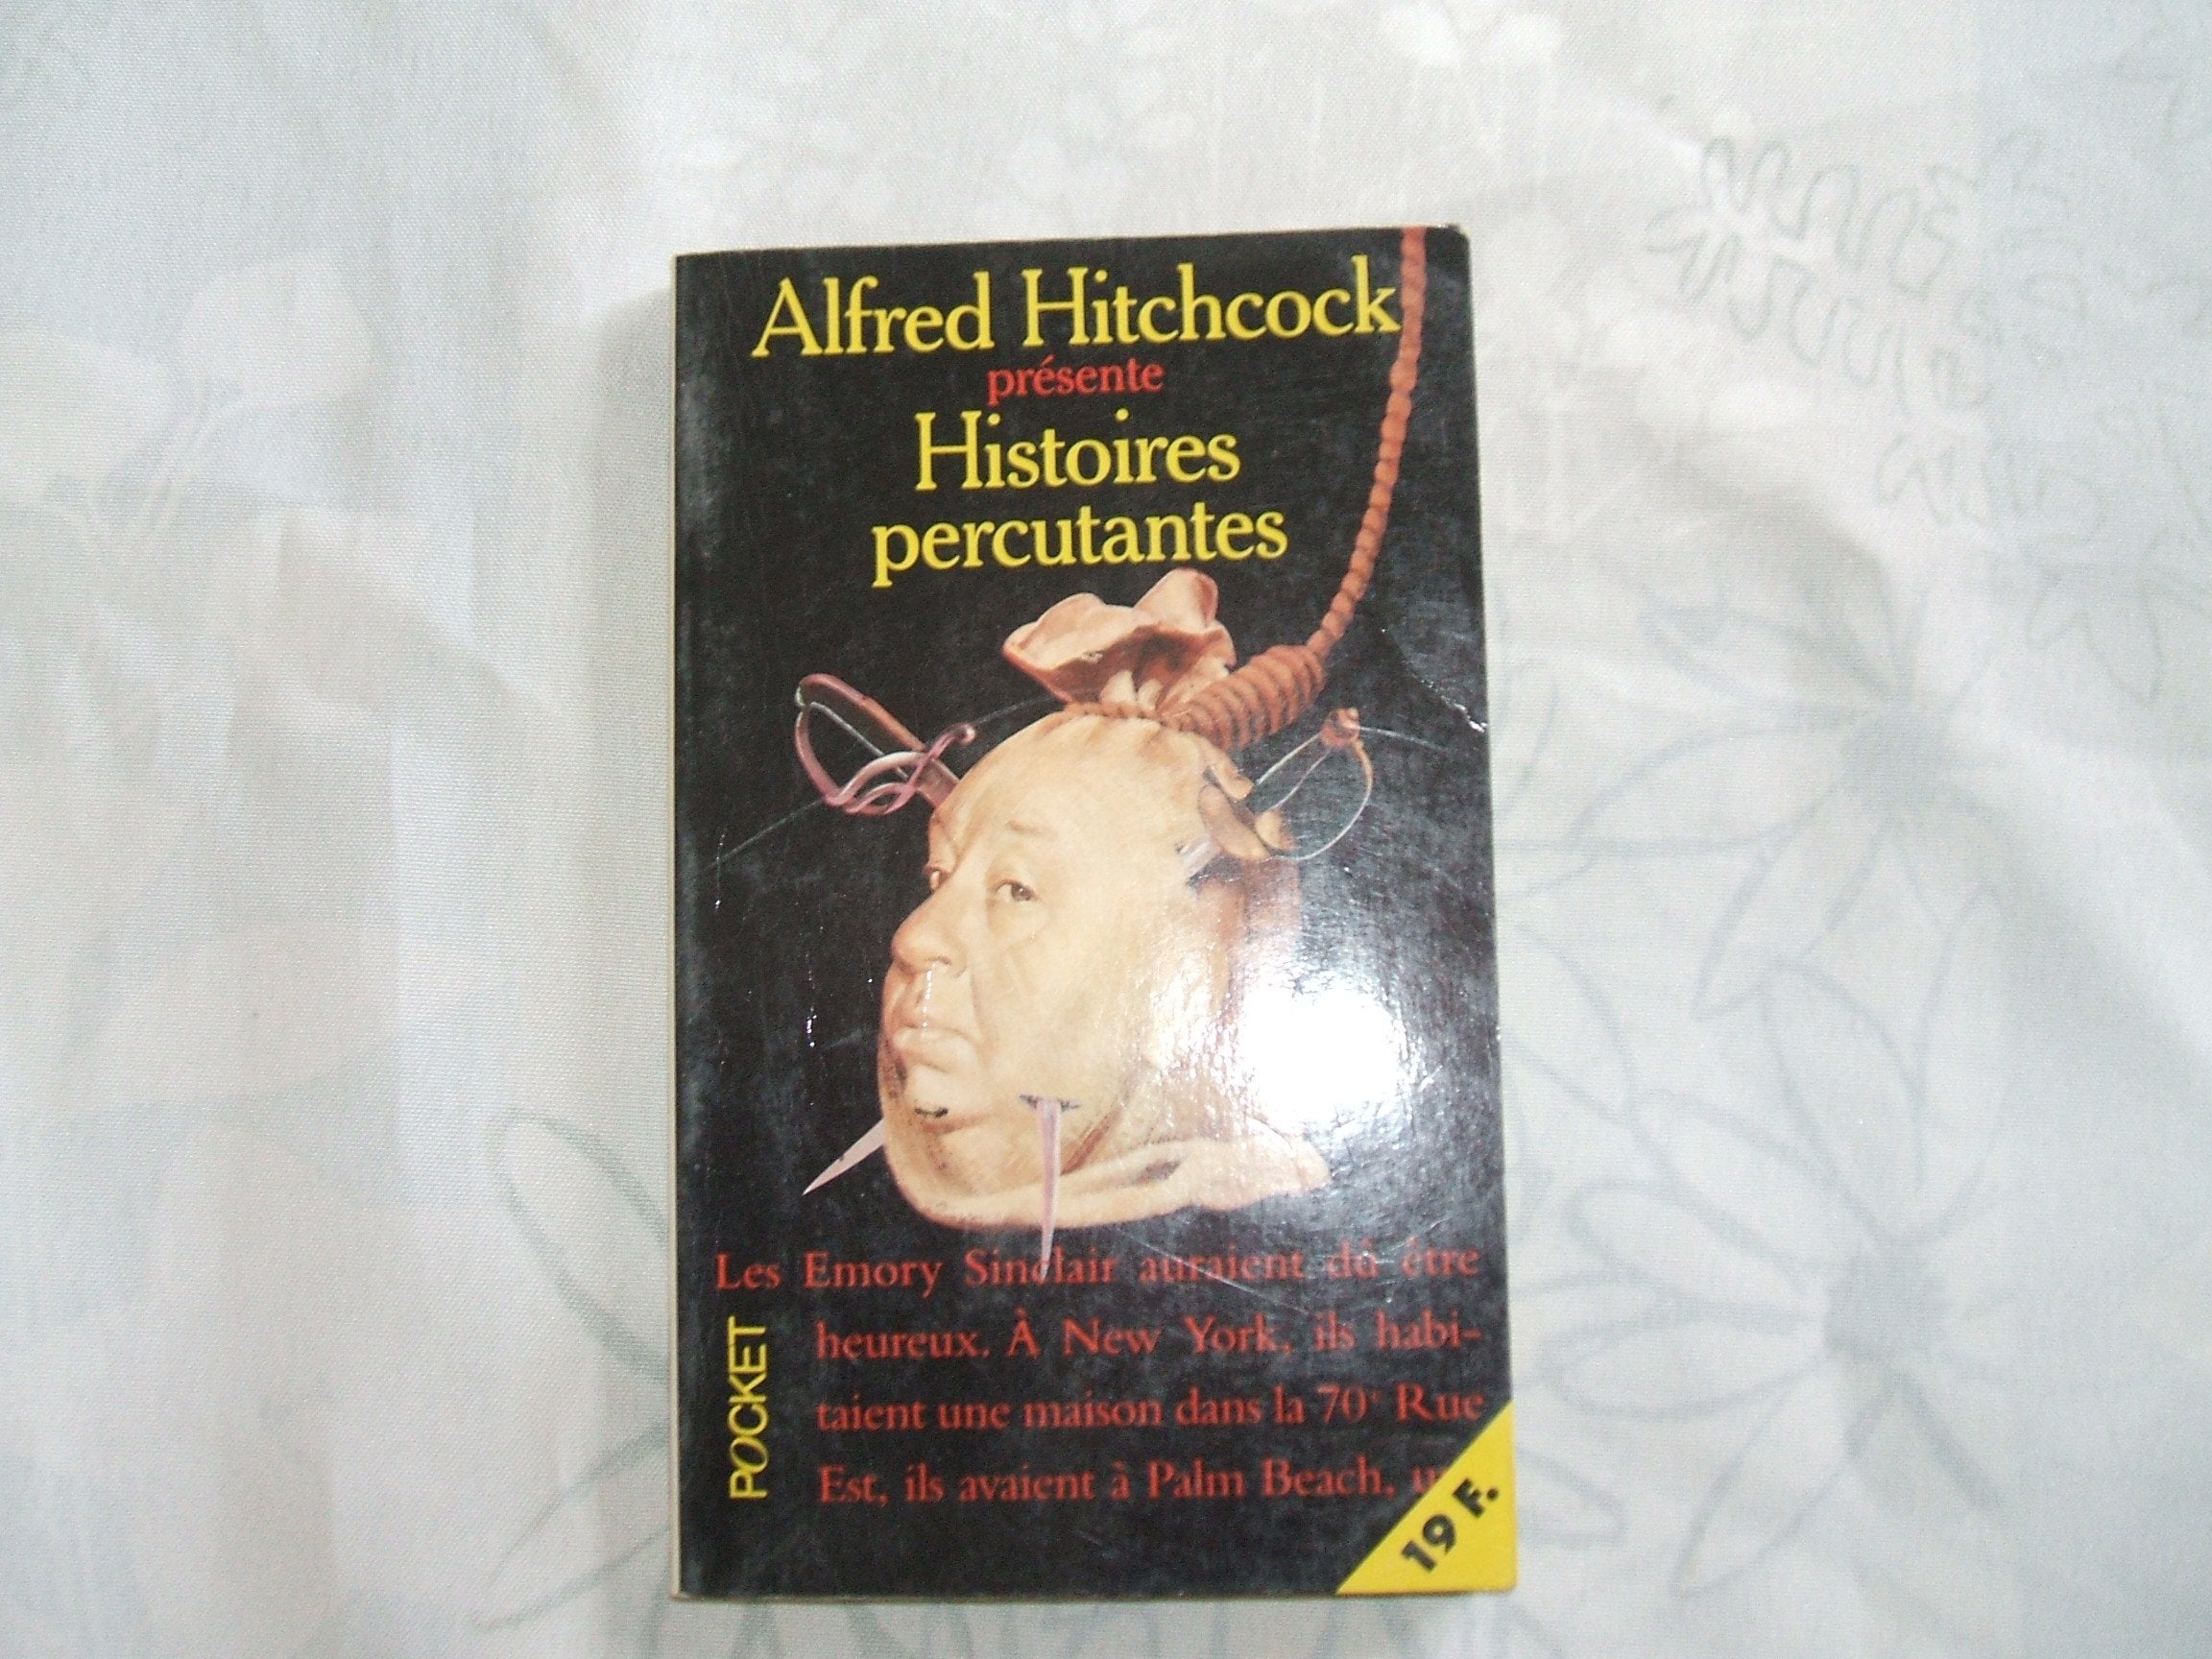 Alfred Hitchcock
présente
Histoires
percutantes
Les Emory Sinclair auraient dû être
heureux. À New York, ils habi-
taient une maison dans la 70e Rue
Est, ils avaient à Palm Beach,
POCKET
19 F.